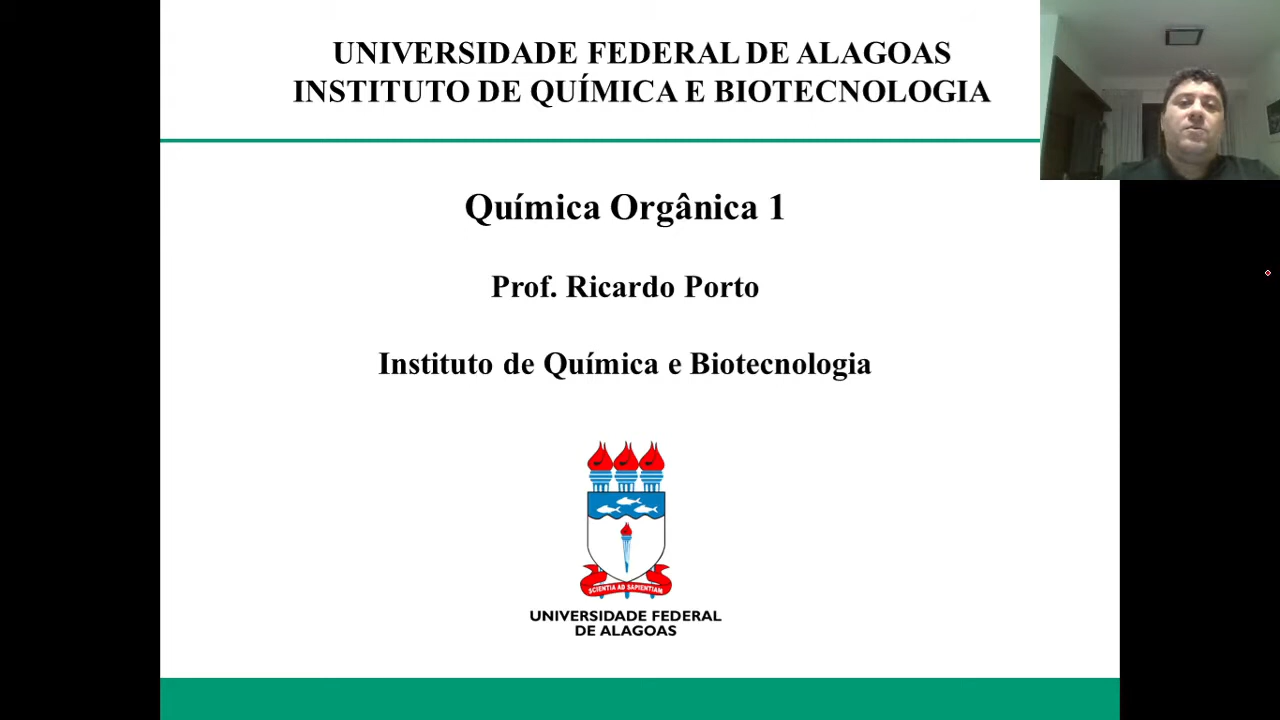 UNIVERSIDADE FEDERAL DE ALAGOAS
INSTITUTO DE QUÍMICA E BIOTECNOLOGIA
Química Orgânica 1
Prof. Ricardo Porto
Instituto de Química e Biotecnologia
SCIENTIA AD SAPIENTIAM
UNIVERSIDADE FEDERAL
DE ALAGOAS